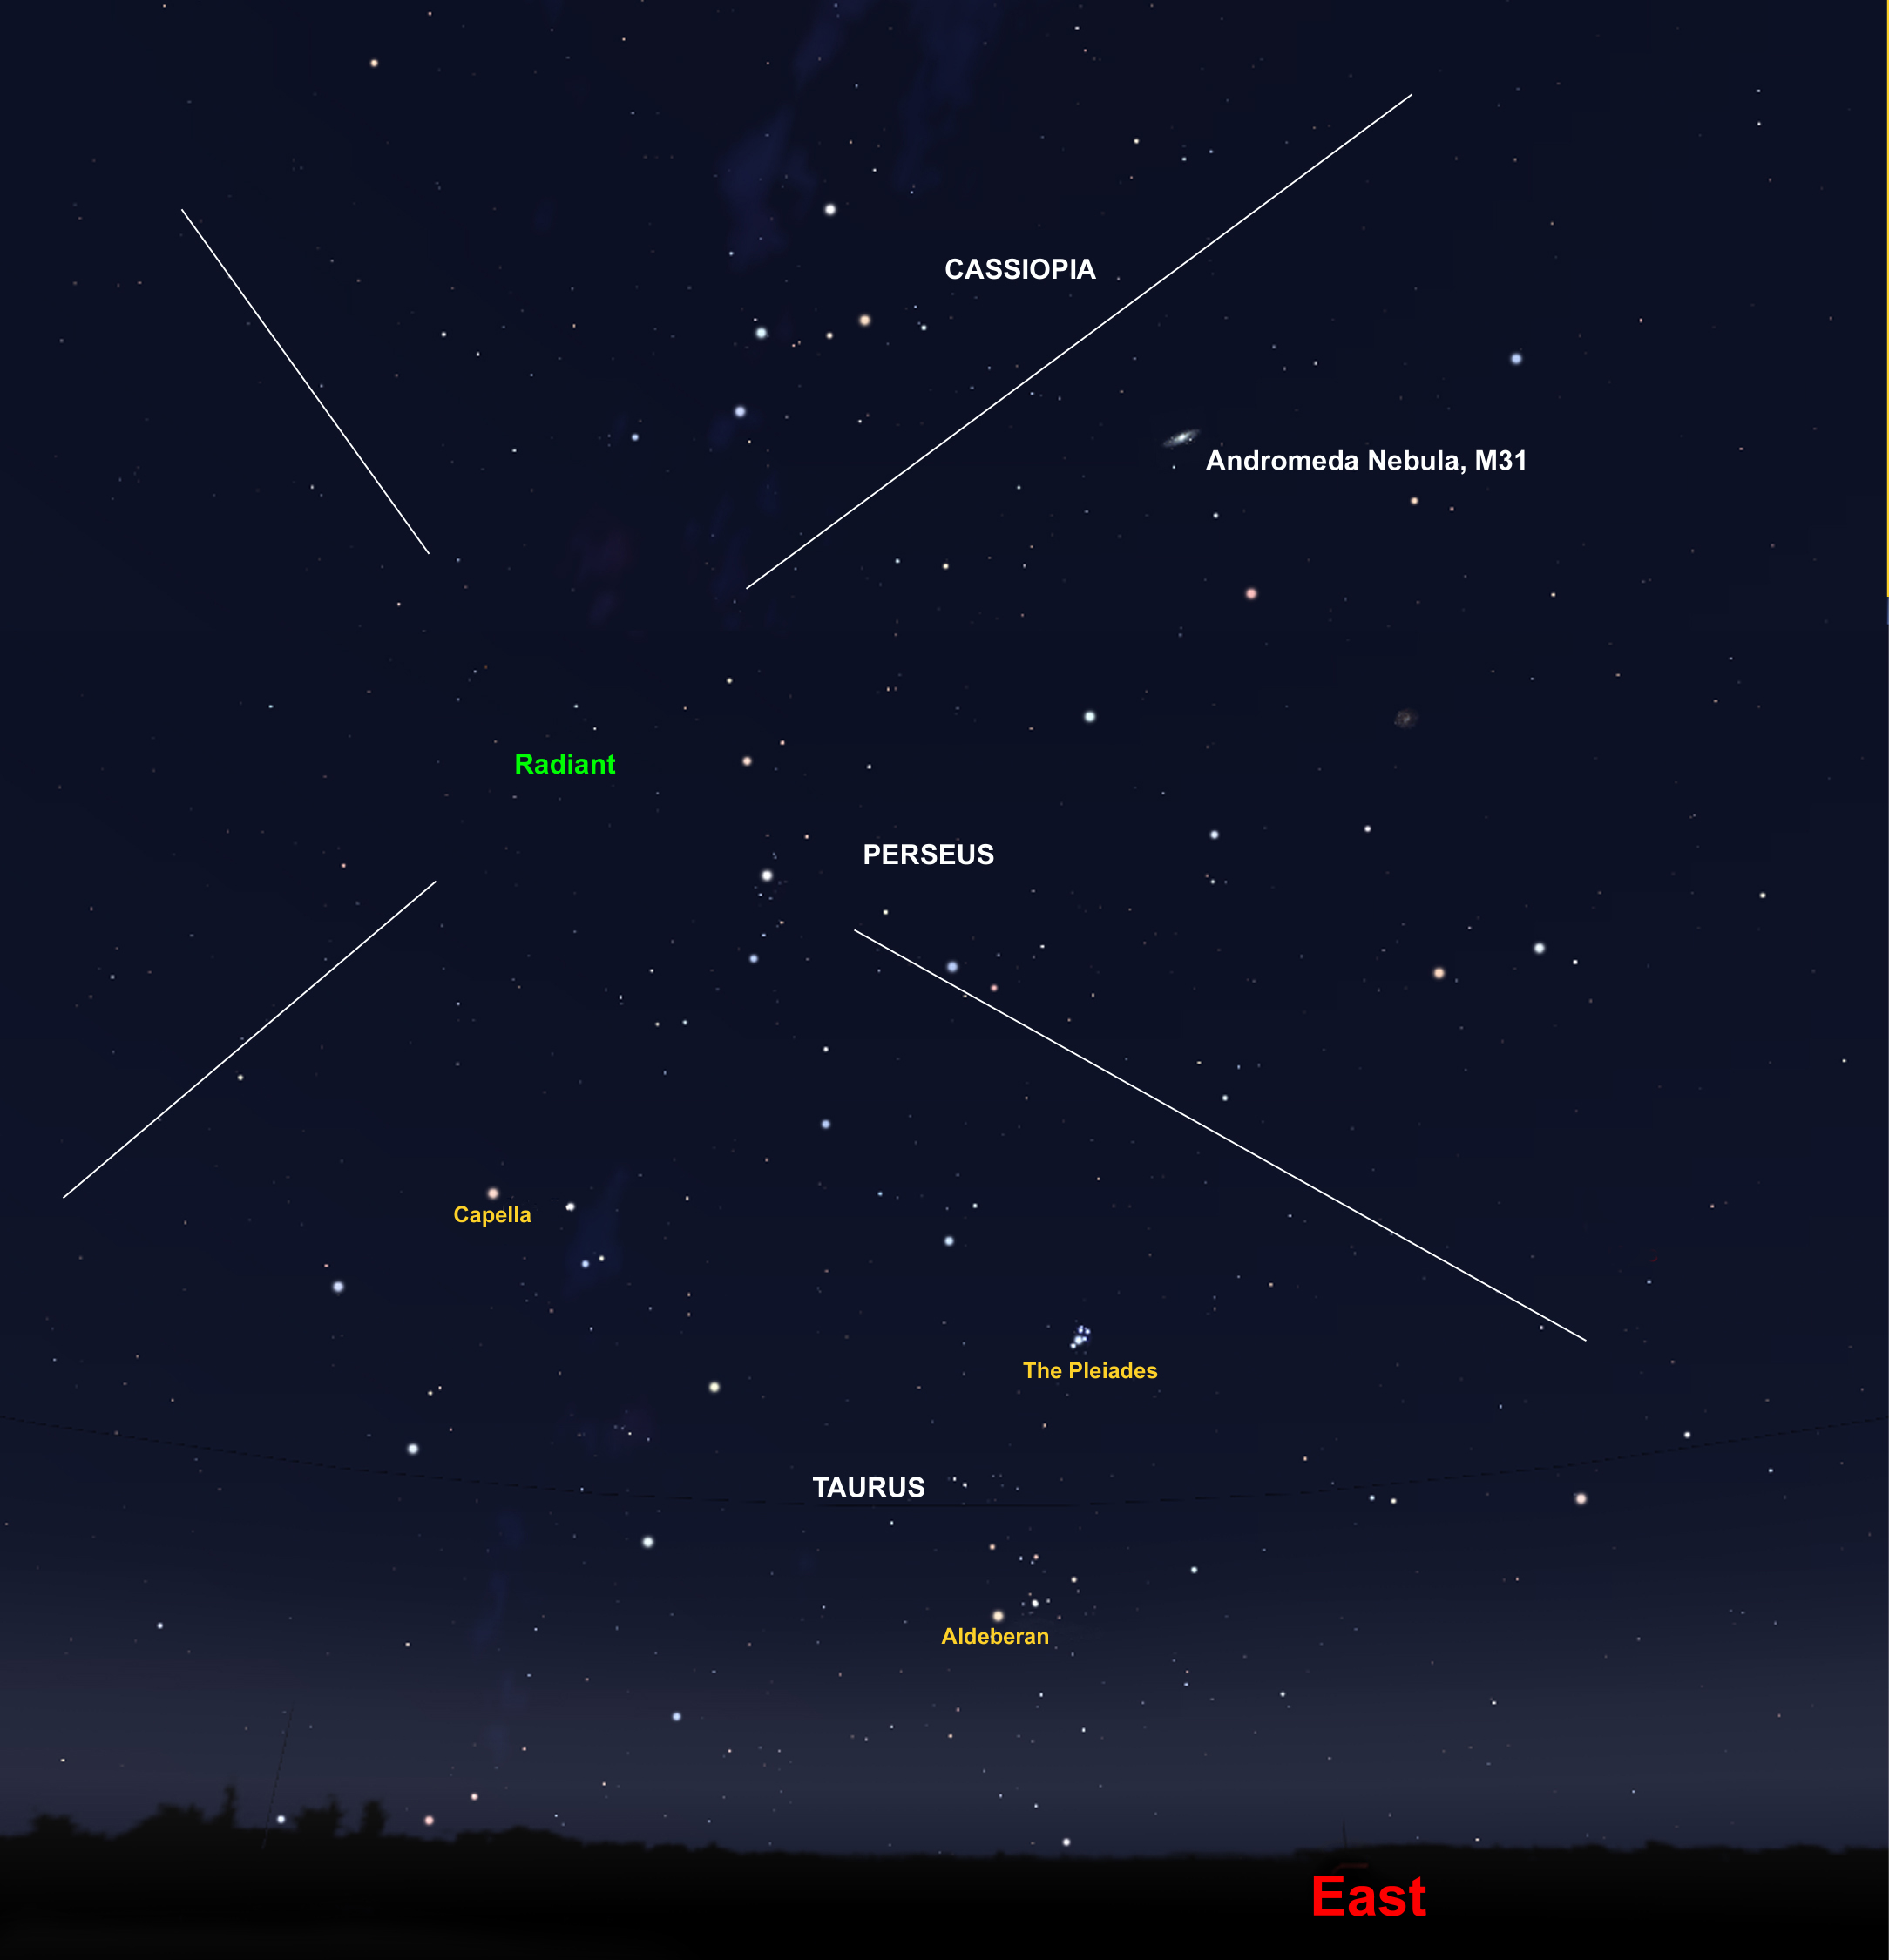 CASSIOPIA
Andromeda Nebula, M31
Radiant
PERSEUS
Capella
The Pleiades
TAURUS
Aldeberan
East